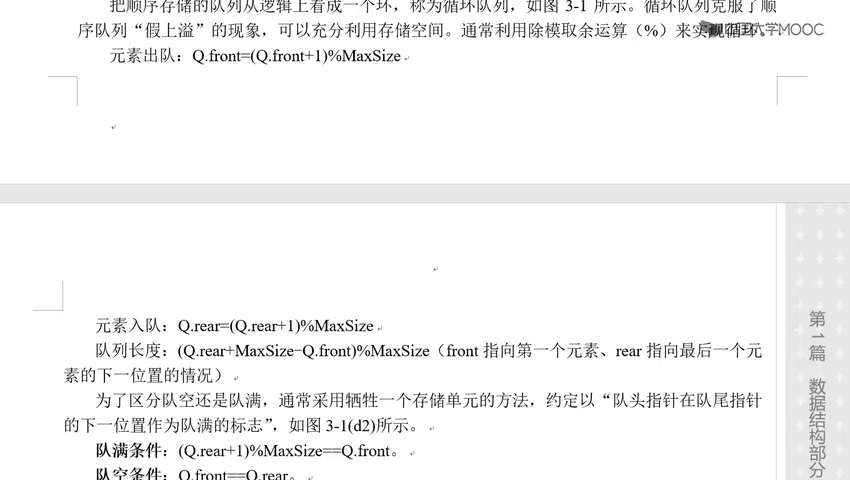 把顺序存储的队列从逻辑上看成一个环，称为循环队列，如图 3-1 所示。循环队列克服了顺
序队列“假上溢”的现象，可以充分利用存储空间。通常利用除模取余运算（%）来实现循环。
中国大学MOOC
元素出队：Q.front=(Q.front+1)%MaxSize
元素入队：Q.rear=(Q.rear+1)%MaxSize
队列长度：(Q.rear+MaxSize−Q.front)%MaxSize（front 指向第一个元素、rear 指向最后一个元
素的下一位置的情况）
为了区分队空还是队满，通常采用牺牲一个存储单元的方法，约定以“队头指针在队尾指针
的下一位置作为队满的标志”，如图 3-1(d2)所示。
队满条件：(Q.rear+1)%MaxSize==Q.front。
队空条件：Q.front==Q.rear。
第1篇 数据结构部分